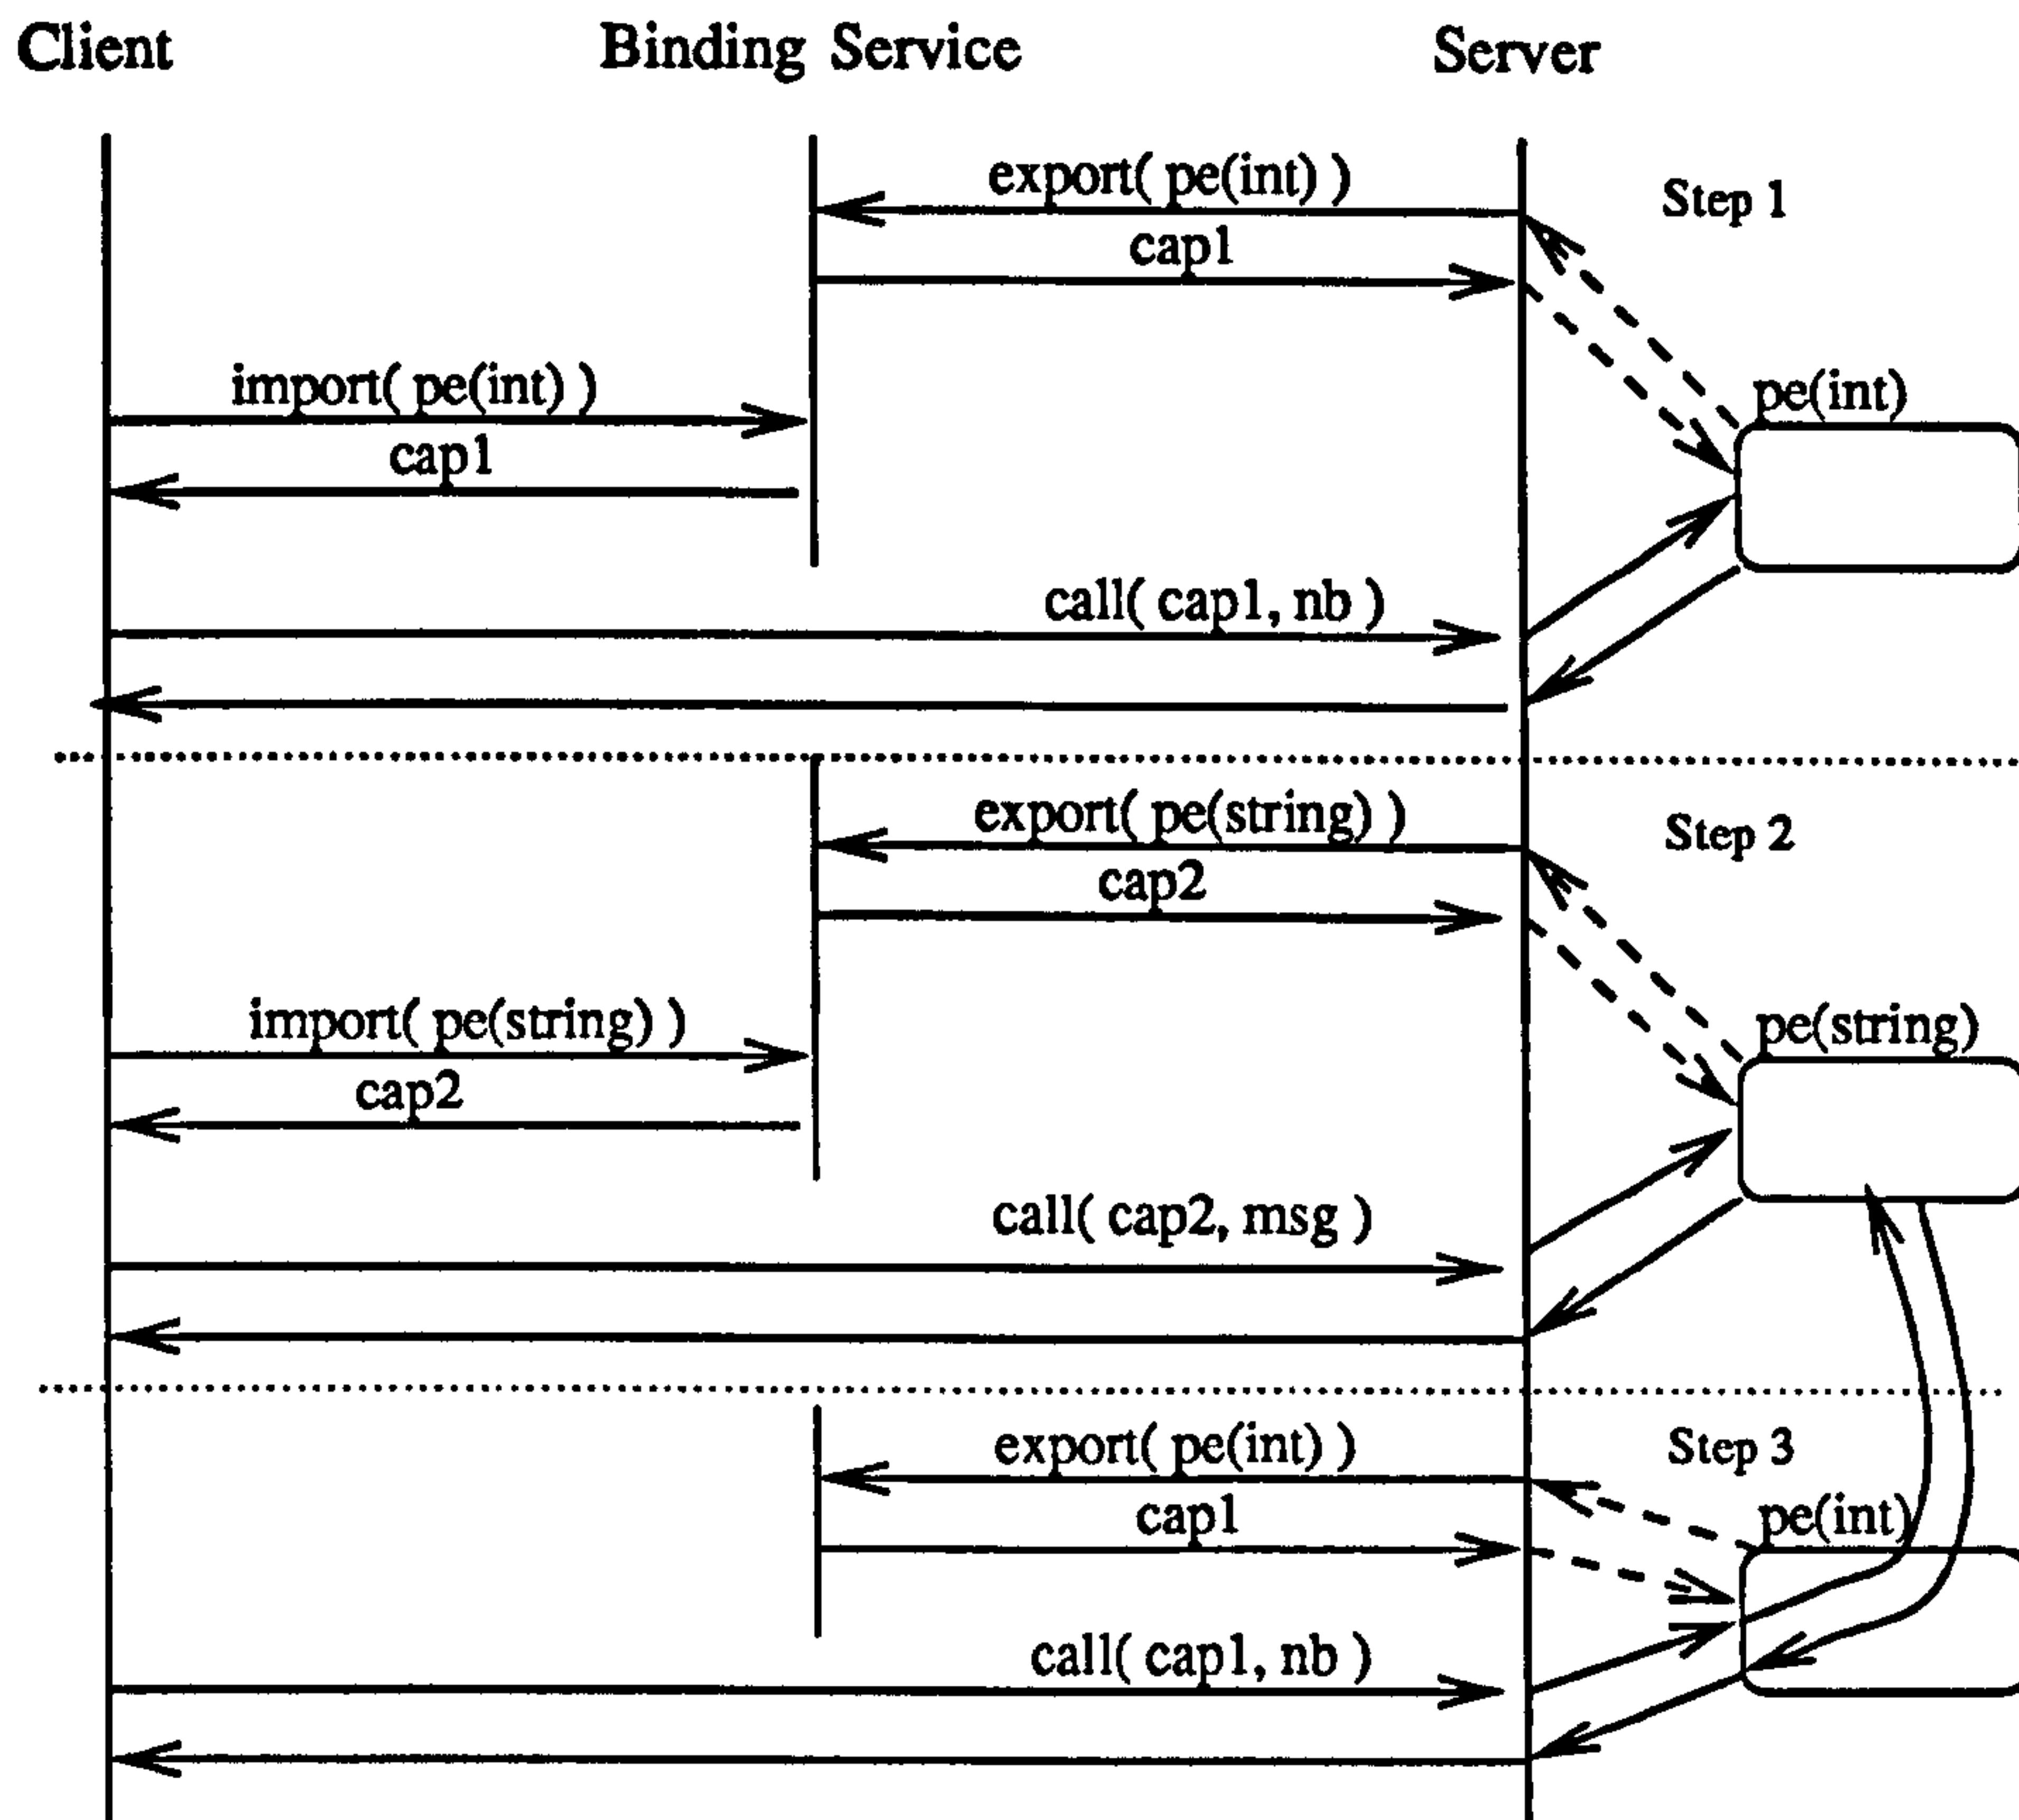 Client Binding Service Server
export( pe(int) )
Step 1
cap1
import( pe(int) )
pe(int)
cap1
call( cap1, nb )
export( pe(string) )
Step 2
cap2
import( pe(string) )
pe(string)
cap2
call( cap2, msg )
export( pe(int) )
Step 3
cap1
pe(int)
call( cap1, nb )